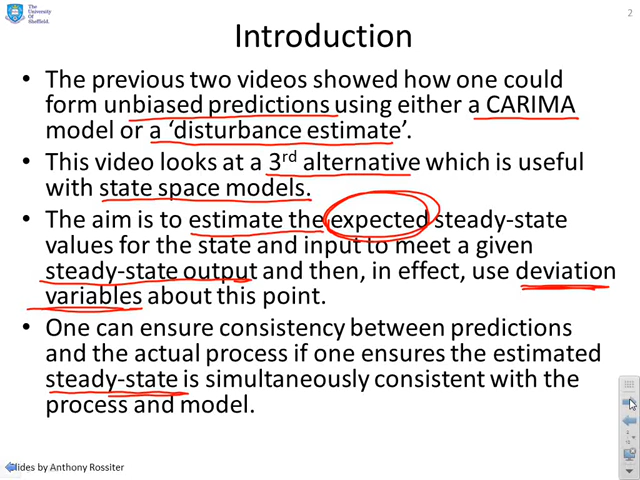 The
University
Of
Sheffield.
2
Introduction
• The previous two videos showed how one could
form unbiased predictions using either a CARIMA
model or a ‘disturbance estimate’.
• This video looks at a 3rd alternative which is useful
with state space models.
• The aim is to estimate the expected steady-state
values for the state and input to meet a given
steady-state output and then, in effect, use deviation
variables about this point.
• One can ensure consistency between predictions
and the actual process if one ensures the estimated
steady-state is simultaneously consistent with the
process and model.
lides by Anthony Rossiter